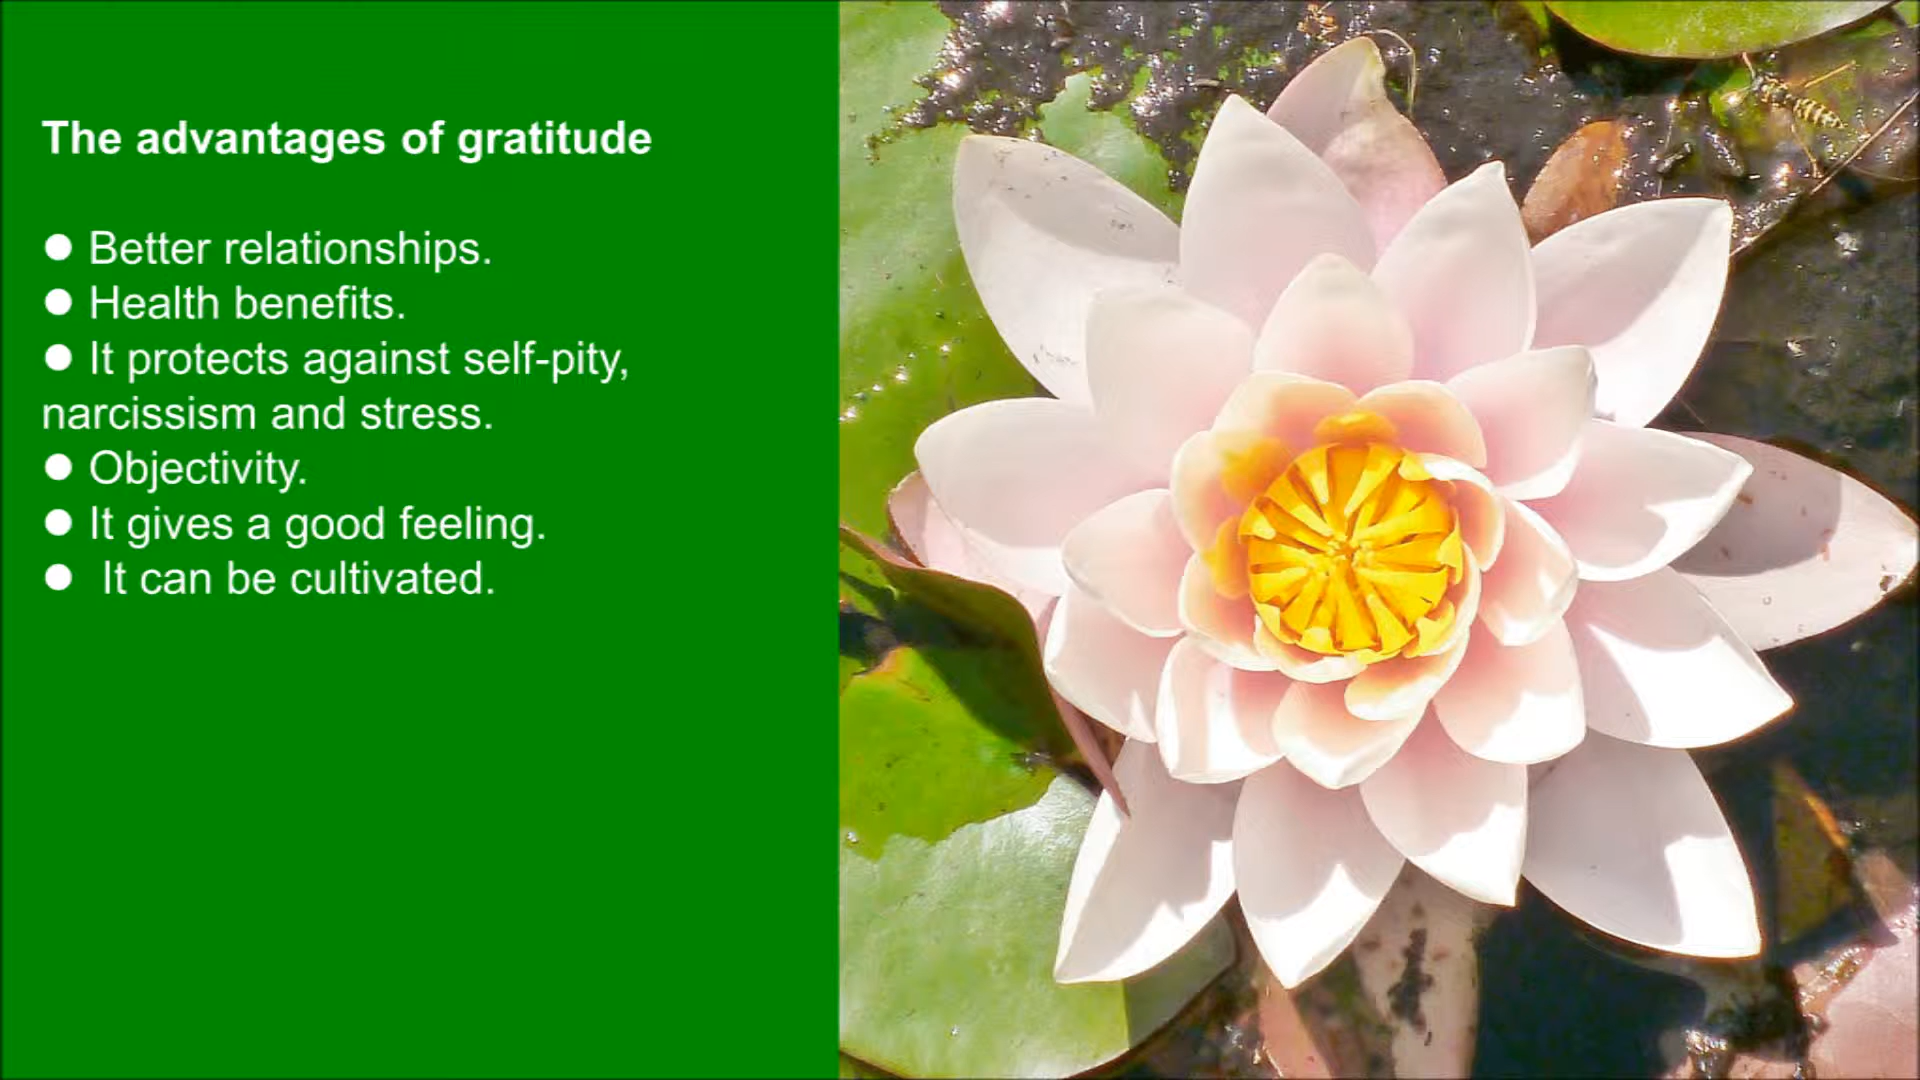 The advantages of gratitude
● Better relationships.
● Health benefits.
● It protects against self-pity,
narcissism and stress.
● Objectivity.
● It gives a good feeling.
● It can be cultivated.